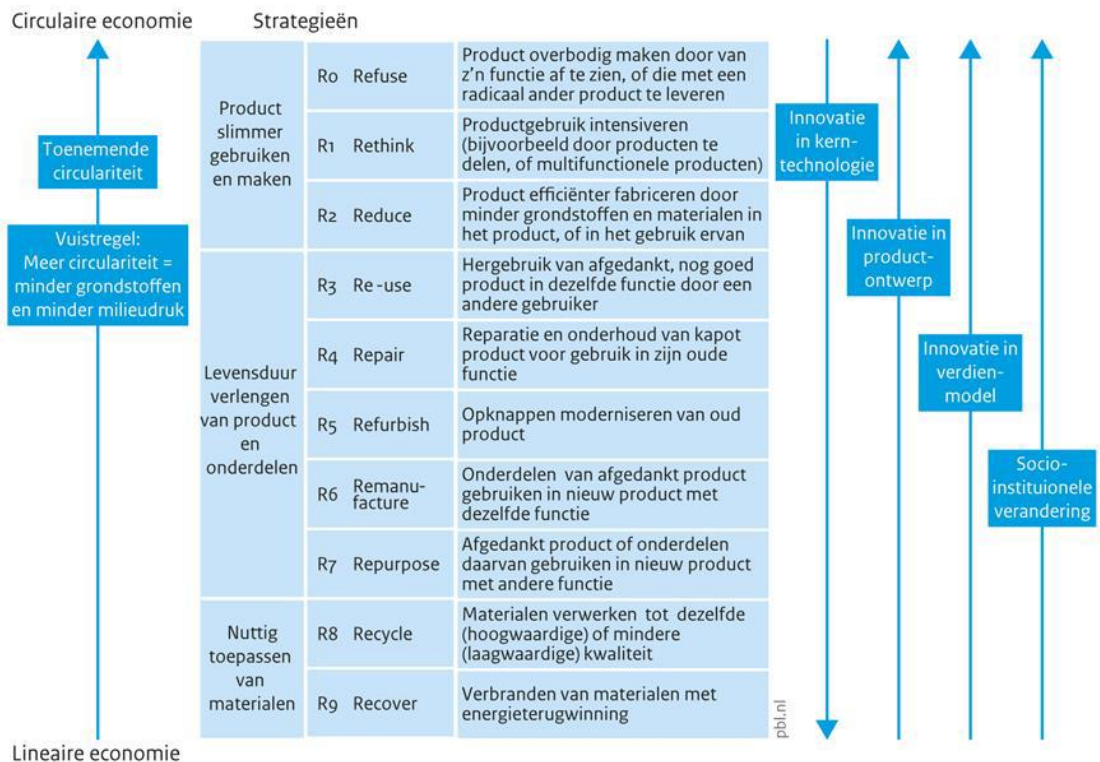 Circulaire economie
Strategieën
Toenemende
circulariteit
Vuistregel:
Meer circulariteit =
minder grondstoffen
en minder milieudruk
Lineaire economie
Product
slimmer
gebruiken
en maken
R0 Refuse
Product overbodig maken door van
z'n functie af te zien, of die met een
radicaal ander product te leveren
R1 Rethink
Productgebruik intensiveren
(bijvoorbeeld door producten te
delen, of multifunctionele producten)
R2 Reduce
Product efficiënter fabriceren door
minder grondstoffen en materialen in
het product, of in het gebruik ervan
Levensduur
verlengen
van product
en
onderdelen
R3 Re-use
Hergebruik van afgedankt, nog goed
product in dezelfde functie door een
andere gebruiker
R4 Repair
Reparatie en onderhoud van kapot
product voor gebruik in zijn oude
functie
R5 Refurbish
Opknappen moderniseren van oud
product
R6 Remanu-
facture
Onderdelen van afgedankt product
gebruiken in nieuw product met
dezelfde functie
R7 Repurpose
Afgedankt product of onderdelen
daarvan gebruiken in nieuw product
met andere functie
Nuttig
toepassen
van
materialen
R8 Recycle
Materialen verwerken tot dezelfde
(hoogwaardige) of mindere
(laagwaardige) kwaliteit
R9 Recover
Verbranden van materialen met
energieterugwinning
pbl.nl
Innovatie
in kern-
technologie
Innovatie in
product-
ontwerp
Innovatie in
verdien-
model
Socio-
instituionele
verandering